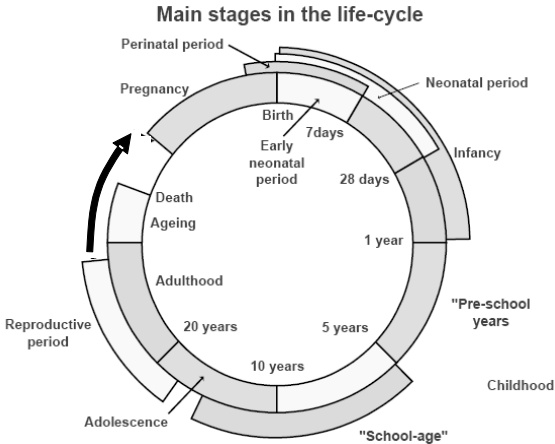 Main stages in the life-cycle
Perinatal period
Pregnancy
Neonatal period
Birth
7days
Early
neonatal
period
Infancy
28 days
Death
Ageing
1 year
Adulthood
"Pre-school
years
20 years
5 years
Reproductive
period
10 years
Childhood
Adolescence
"School-age"